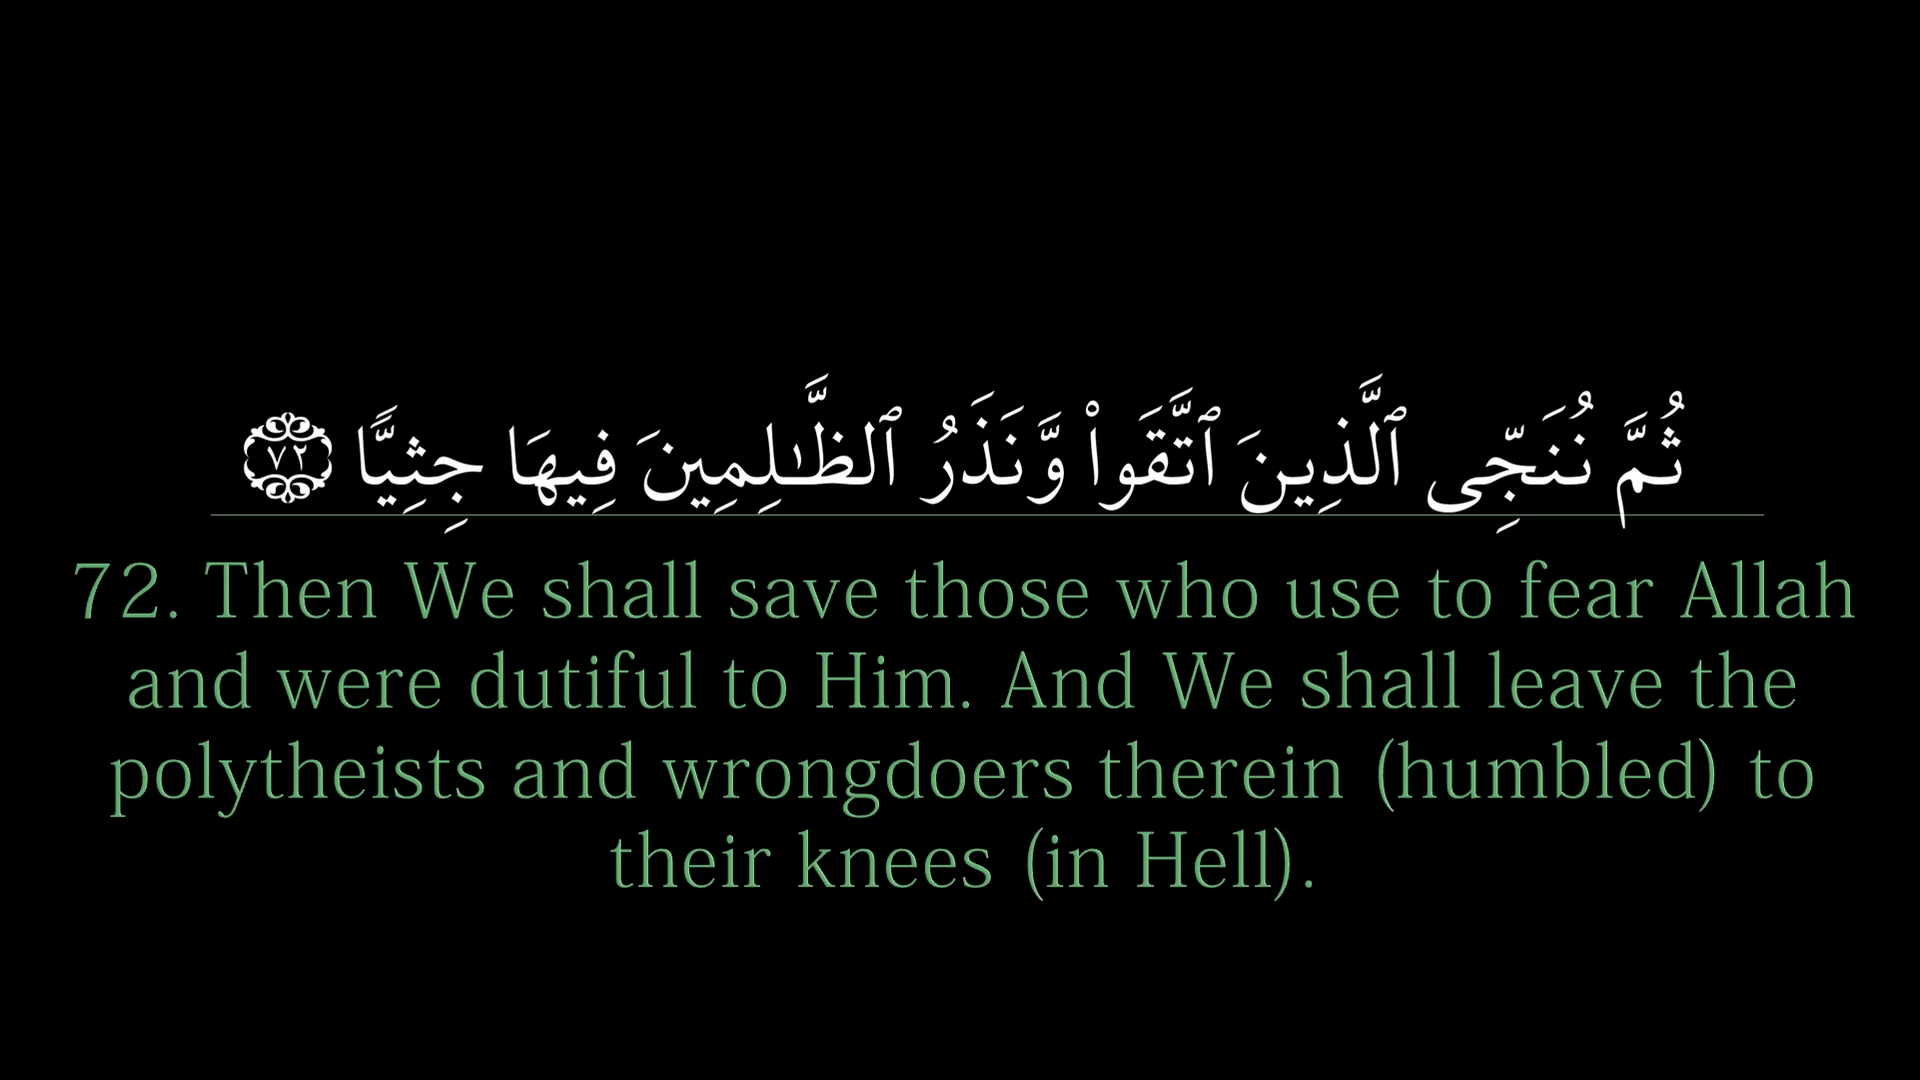 ثُمَّ نُنَجِّى ٱلَّذِينَ ٱتَّقَوا۟ وَّنَذَرُ ٱلظَّـٰلِمِينَ فِيهَا جِثِيًّا ٧٢
72. Then We shall save those who use to fear Allah
and were dutiful to Him. And We shall leave the
polytheists and wrongdoers therein (humbled) to
their knees (in Hell).